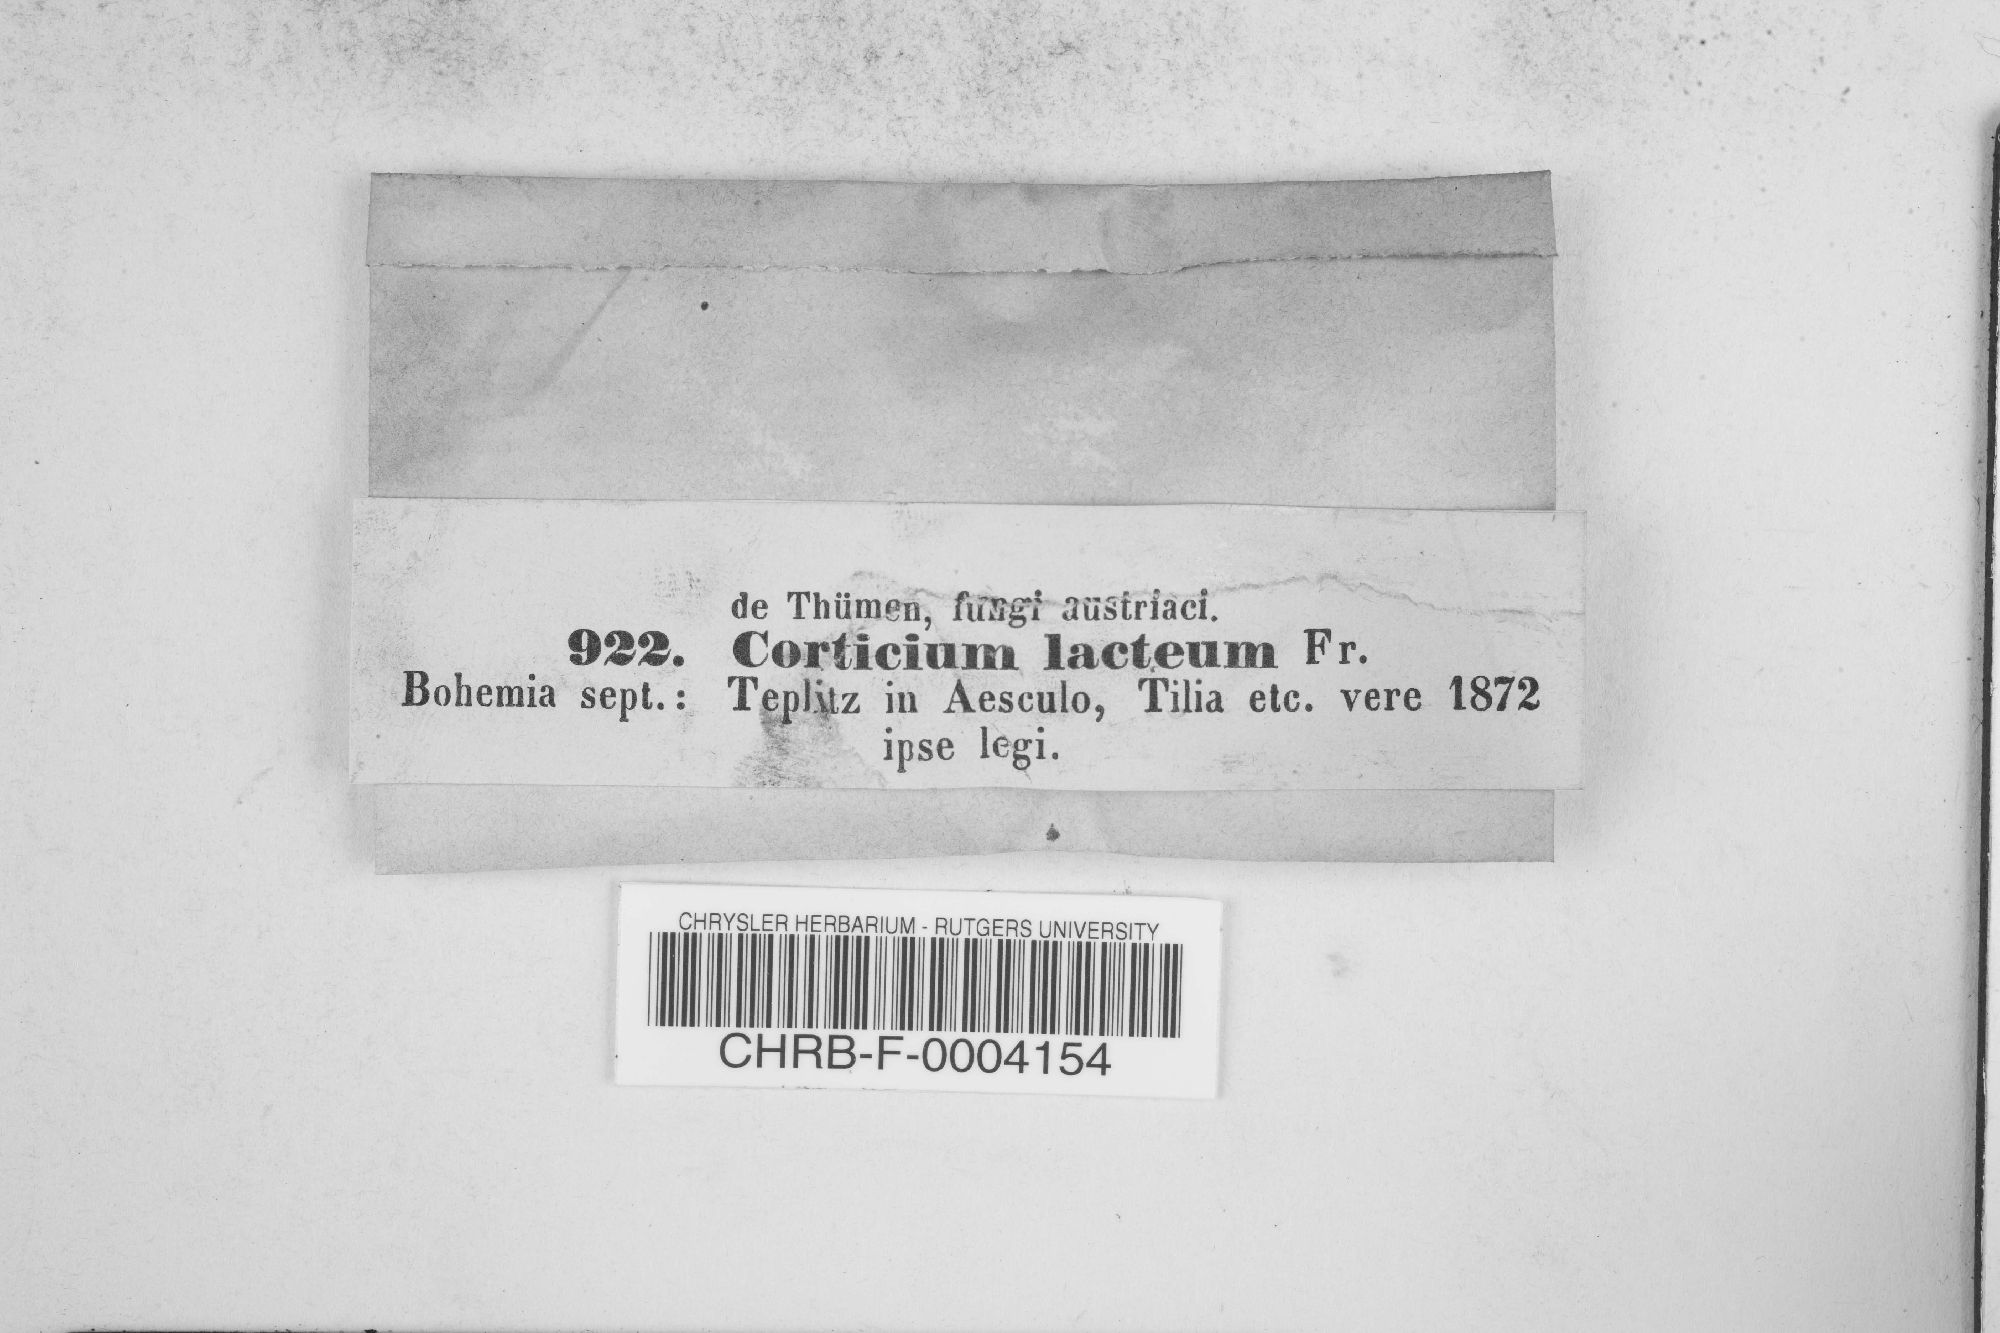 de Thümen, fungi austriaci.
922. Corticium lacteum Fr.
Bohemia sept.: Teplitz in Aesculo, Tilia etc. vere 1872
ipse legi.
CHRYSLER HERBARIUM - RUTGERS UNIVERSITY
CHRB-F-0004154